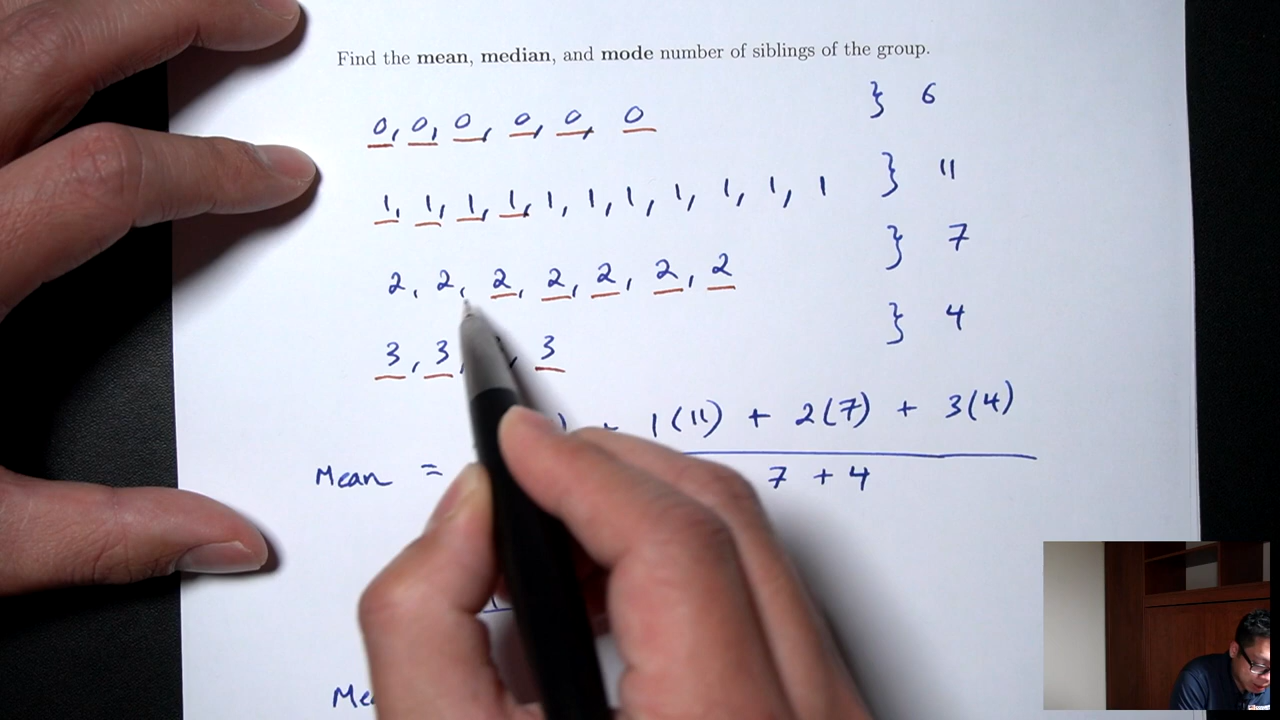 Find the mean, median, and mode number of siblings of the group.
0, 0, 0, 0, 0, 0 } 6
1, 1, 1, 1, 1, 1, 1, 1, 1, 1, 1 } 11
2, 2, 2, 2, 2, 2, 2 } 7
3, 3, , 3 } 4
1(11) + 2(7) + 3(4)
Mean =
7 + 4